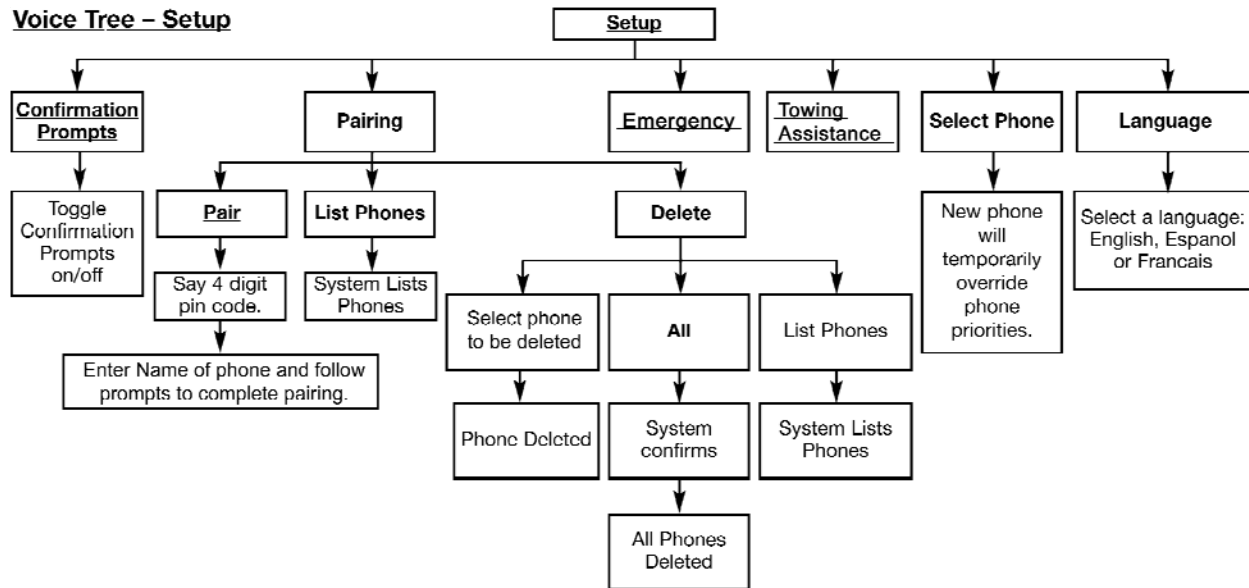 Voice Tree – Setup
Setup
Confirmation
Prompts
Pairing
Emergency
Towing
Assistance
Select Phone
Language
Toggle
Confirmation
Prompts
on/off
Pair
List Phones
Delete
New phone
will
temporarily
override
phone
priorities.
Select a language:
English, Espanol
or Francais
Say 4 digit
pin code.
System Lists
Phones
Select phone
to be deleted
All
List Phones
Enter Name of phone and follow
prompts to complete pairing.
Phone Deleted
System
confirms
System Lists
Phones
All Phones
Deleted